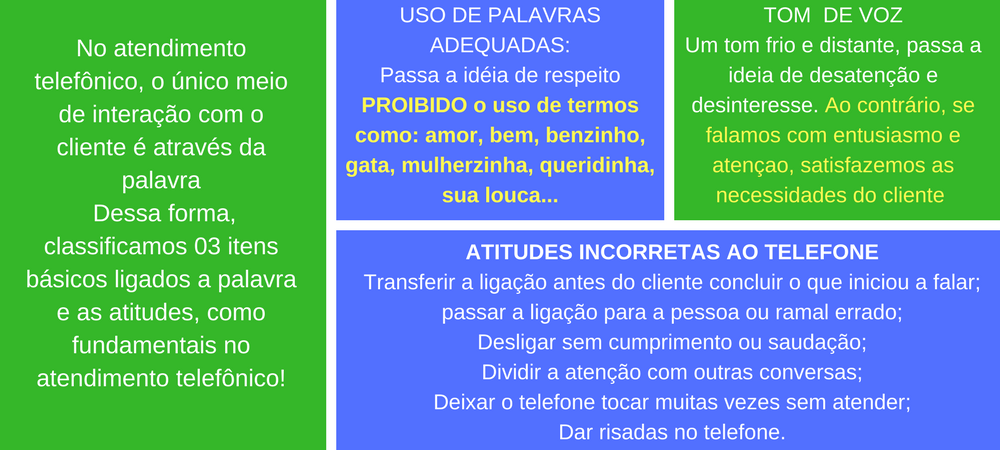 No atendimento
telefônico, o único meio
de interação com o
cliente é através da
palavra
Dessa forma,
classificamos 03 itens
básicos ligados a palavra
e as atitudes, como
fundamentais no
atendimento telefônico!
USO DE PALAVRAS
ADEQUADAS:
Passa a idéia de respeito
PROIBIDO o uso de termos
como: amor, bem, benzinho,
gata, mulherzinha, queridinha,
sua louca...
TOM DE VOZ
Um tom frio e distante, passa a
ideia de desatenção e
desinteresse. Ao contrário, se
falamos com entusiasmo e
atençao, satisfazemos as
necessidades do cliente
ATITUDES INCORRETAS AO TELEFONE
Transferir a ligação antes do cliente concluir o que iniciou a falar;
passar a ligação para a pessoa ou ramal errado;
Desligar sem cumprimento ou saudação;
Dividir a atenção com outras conversas;
Deixar o telefone tocar muitas vezes sem atender;
Dar risadas no telefone.